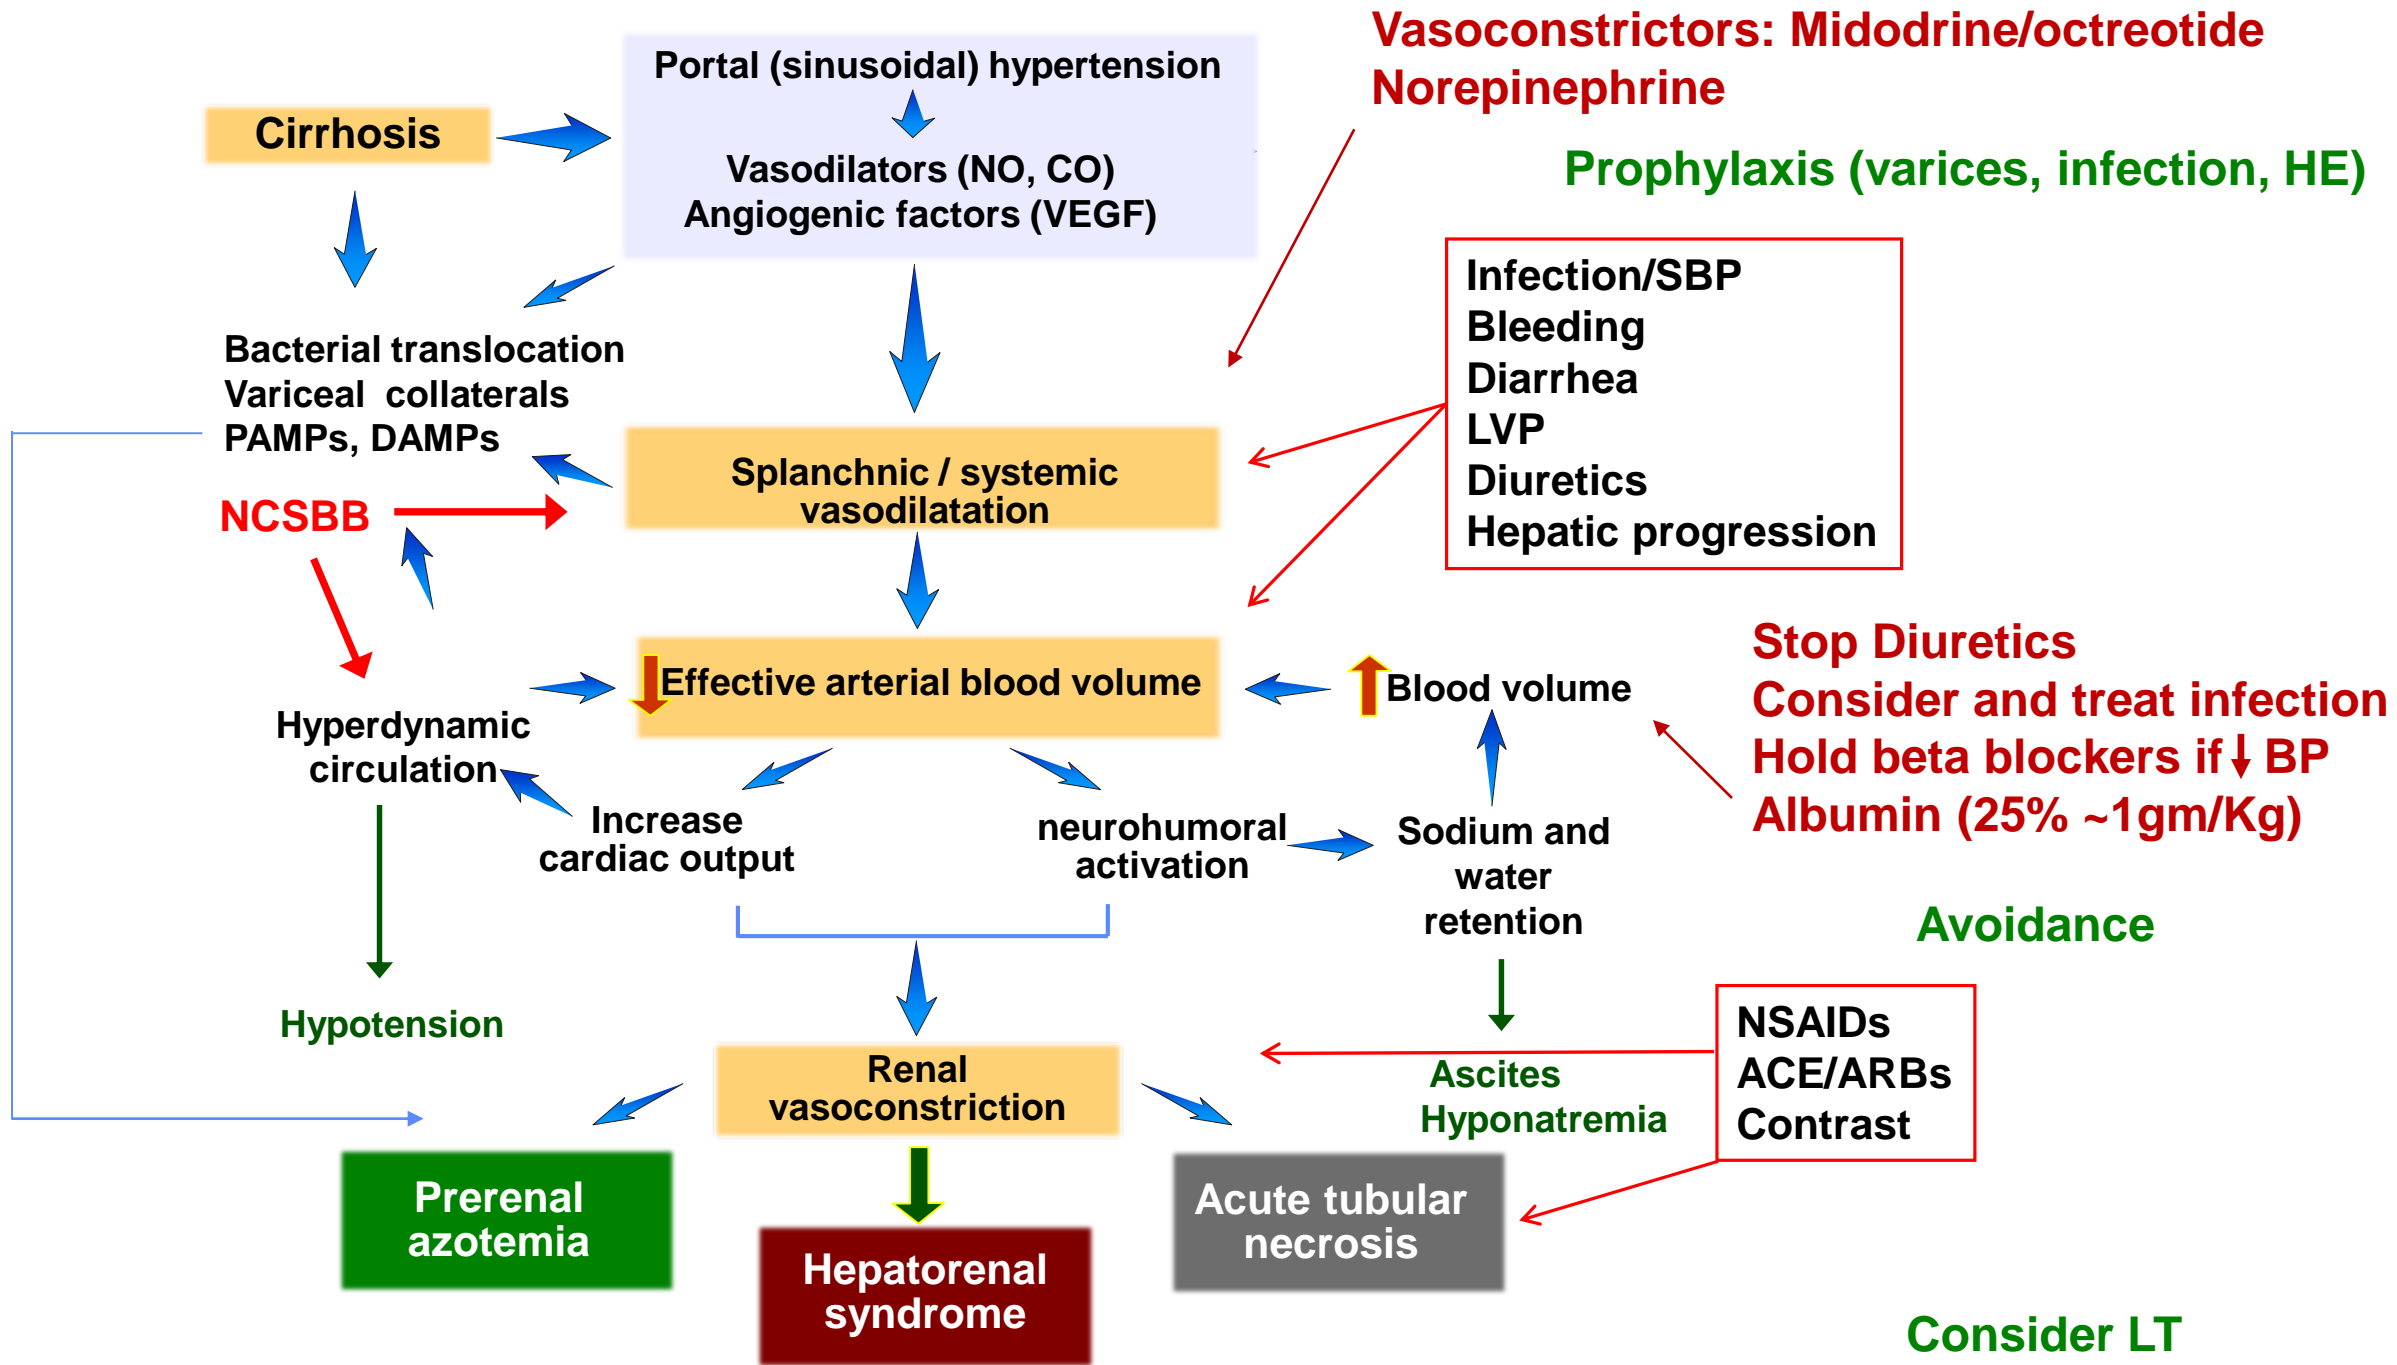 Vasoconstrictors: Midodrine/octreotide
Norepinephrine
Portal (sinusoidal) hypertension
Cirrhosis
Vasodilators (NO, CO)
Angiogenic factors (VEGF)
Prophylaxis (varices, infection, HE)
Infection/SBP
Bleeding
Diarrhea
LVP
Diuretics
Hepatic progression
Bacterial translocation
Variceal collaterals
PAMPs, DAMPs
Splanchnic / systemic
vasodilatation
NCSBB
Effective arterial blood volume
Blood volume
Stop Diuretics
Consider and treat infection
Hold beta blockers if BP
Albumin (25% ~1gm/Kg)
Hyperdynamic
circulation
Increase
cardiac output
neurohumoral
activation
Sodium and
water
retention
Avoidance
Hypotension
Renal
vasoconstriction
Ascites
Hyponatremia
NSAIDs
ACE/ARBs
Contrast
Prerenal
azotemia
Hepatorenal
syndrome
Acute tubular
necrosis
Consider LT